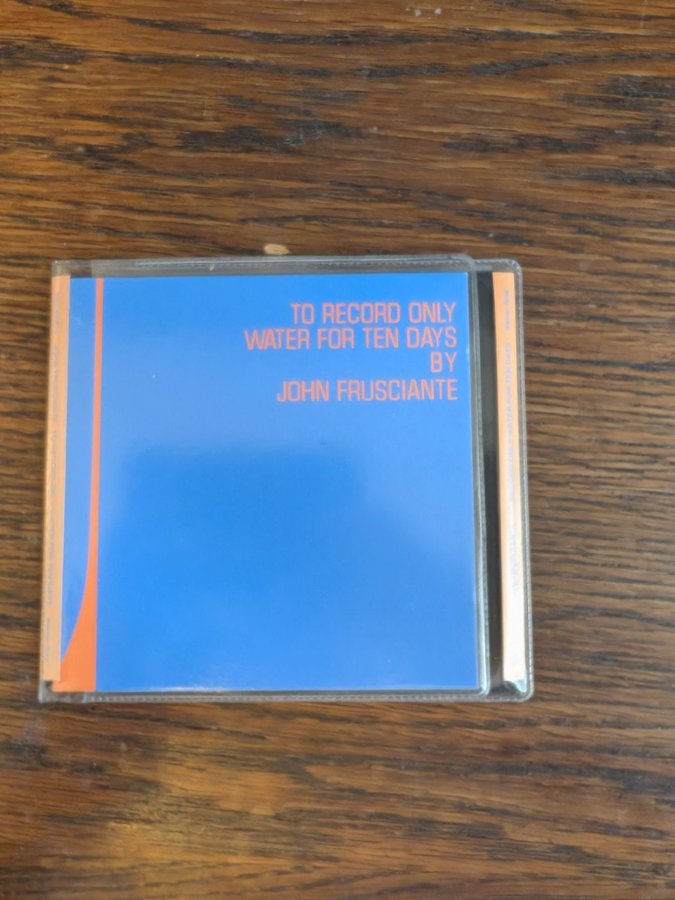 TO RECORD ONLY
WATER FOR TEN DAYS
BY
JOHN FRUSCIANTE